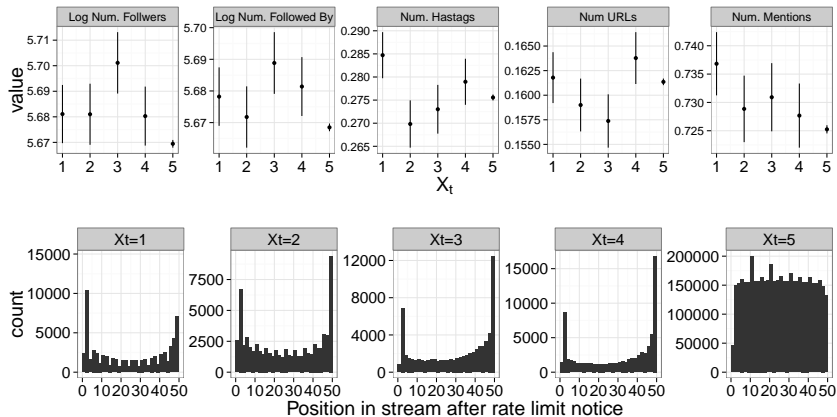 Log Num. Follwers
Log Num. Followed By
Num. Hastags
Num URLs
Num. Mentions
value
5.71
5.70
5.69
5.68
5.67
5.70
5.69
5.68
5.67
0.290
0.285
0.280
0.275
0.270
0.265
0.1650
0.1625
0.1600
0.1575
0.1550
0.740
0.735
0.730
0.725
1 2 3 4 5
1 2 3 4 5
1 2 3 4 5
1 2 3 4 5
1 2 3 4 5
Xt
Xt=1
Xt=2
Xt=3
Xt=4
Xt=5
count
15000
10000
5000
0
7500
5000
2500
0
12000
8000
4000
0
15000
10000
5000
0
200000
150000
100000
50000
0
0 10 20 30 40 50
0 10 20 30 40 50
0 10 20 30 40 50
0 10 20 30 40 50
0 10 20 30 40 50
Position in stream after rate limit notice